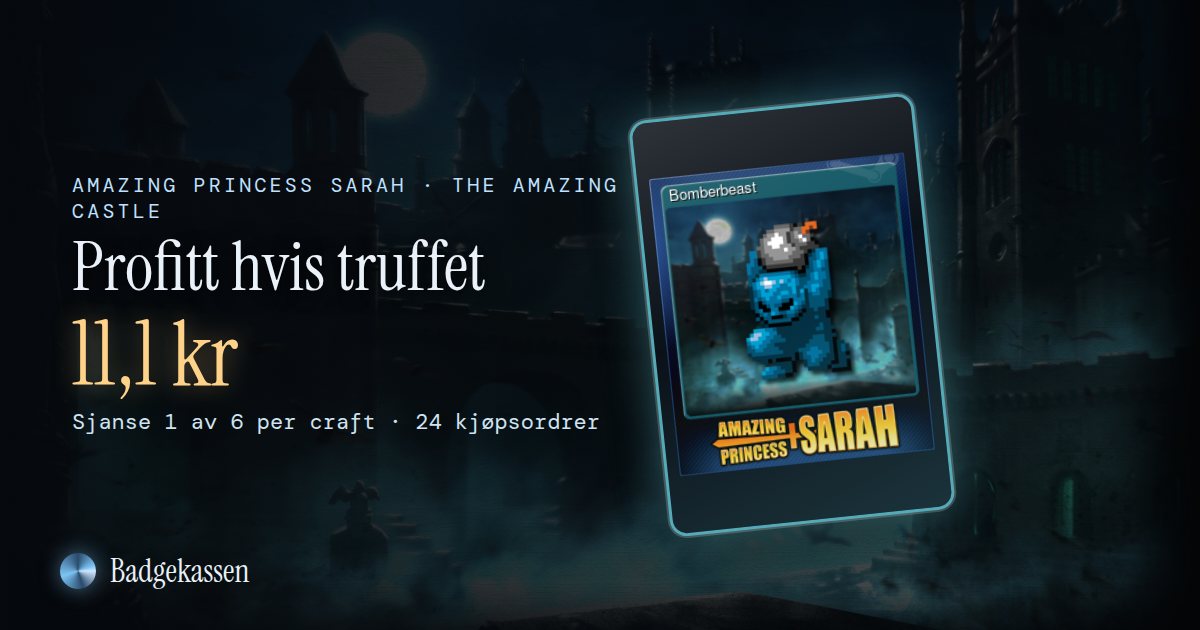 AMAZING PRINCESS SARAH · THE AMAZING
CASTLE
Profitt hvis truffet
11,1 kr
Sjanse 1 av 6 per craft · 24 kjøpsordrer
Badgekassen
Bomberbeast
AMAZING
PRINCESS
SARAH